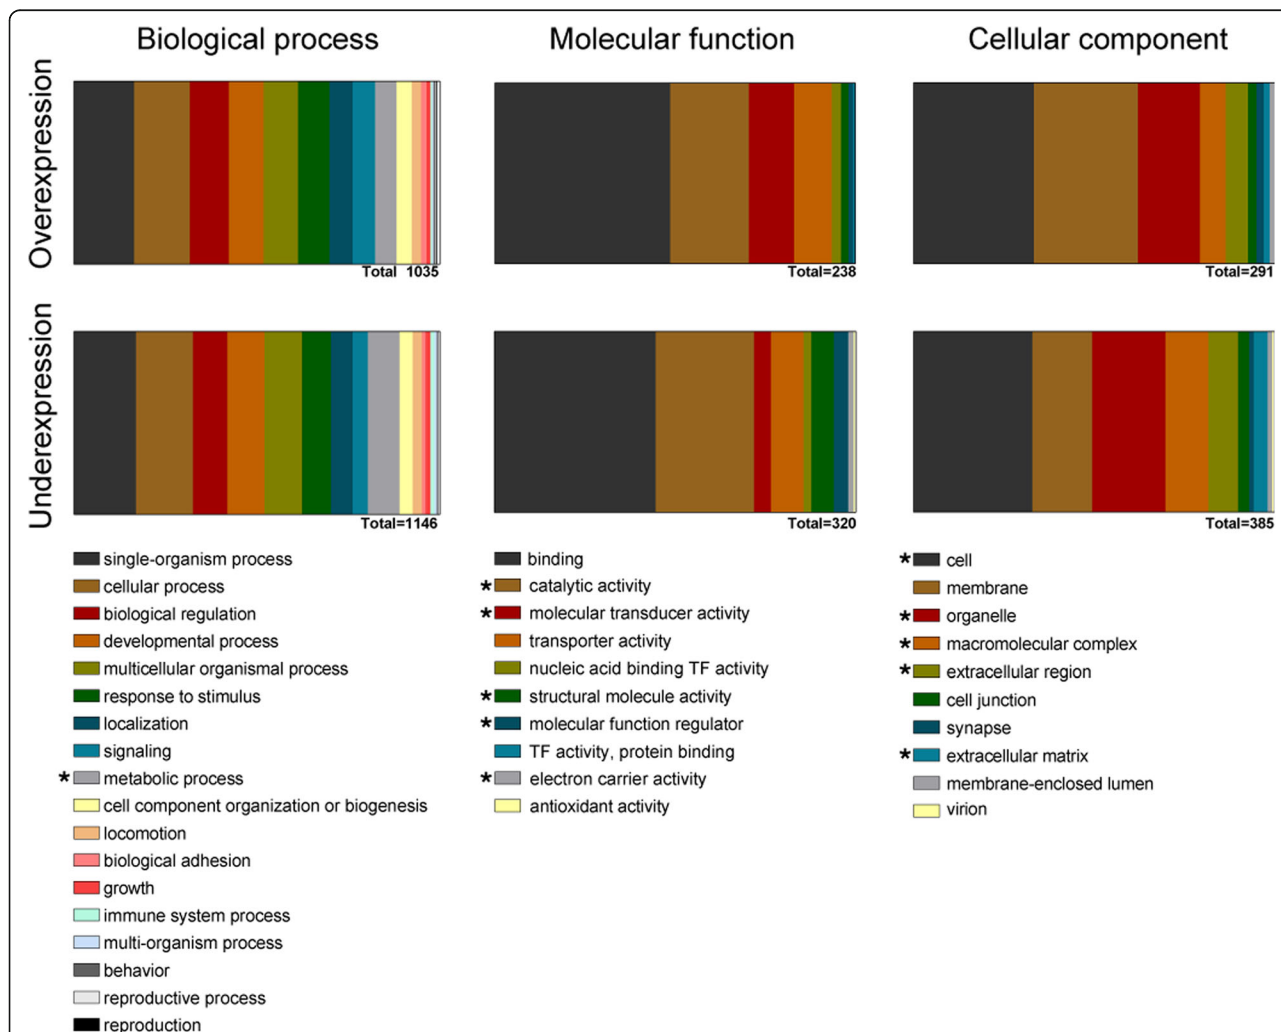 Biological process
Molecular function
Cellular component
Overexpression
Total 1035
Total=238
Total=291
Underexpression
Total=1146
Total=320
Total=385
single-organism process
cellular process
biological regulation
developmental process
multicellular organismal process
response to stimulus
localization
signaling
* metabolic process
cell component organization or biogenesis
locomotion
biological adhesion
growth
immune system process
multi-organism process
behavior
reproductive process
reproduction
binding
* catalytic activity
* molecular transducer activity
transporter activity
nucleic acid binding TF activity
* structural molecule activity
* molecular function regulator
TF activity, protein binding
* electron carrier activity
antioxidant activity
* cell
membrane
* organelle
* macromolecular complex
* extracellular region
cell junction
synapse
* extracellular matrix
membrane-enclosed lumen
virion